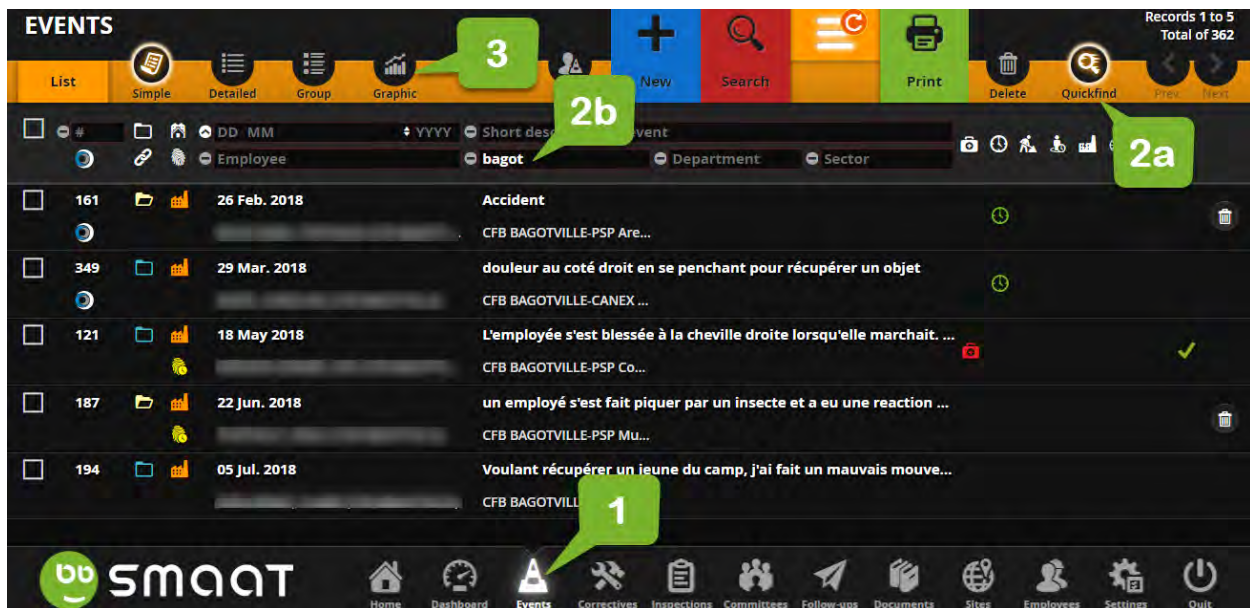 EVENTS
Records 1 to 5
Total of 362
List
Simple
Detailed
Group
Graphic
3
New
Search
Print
Delete
Quickfind
Prev
Next
2b
2a
#
DD MM
YYYY
Short desc
Employee
bagot
Department
Sector
161
26 Feb. 2018
Accident
CFB BAGOTVILLE-PSP Are...
349
29 Mar. 2018
douleur au coté droit en se penchant pour récupérer un objet
CFB BAGOTVILLE-CANEX ...
121
18 May 2018
L'employée s'est blessée à la cheville droite lorsqu'elle marchait. ...
CFB BAGOTVILLE-PSP Co...
187
22 Jun. 2018
un employé s'est fait piquer par un insecte et a eu une reaction ...
CFB BAGOTVILLE-PSP Mu...
194
05 Jul. 2018
Voulant récupérer un jeune du camp, j'ai fait un mauvais mouve...
CFB BAGOTVILL
1
smaat
Home
Dashboard
Events
Correctives
Inspections
Committees
Follow-ups
Documents
Sites
Employees
Settings
Quit